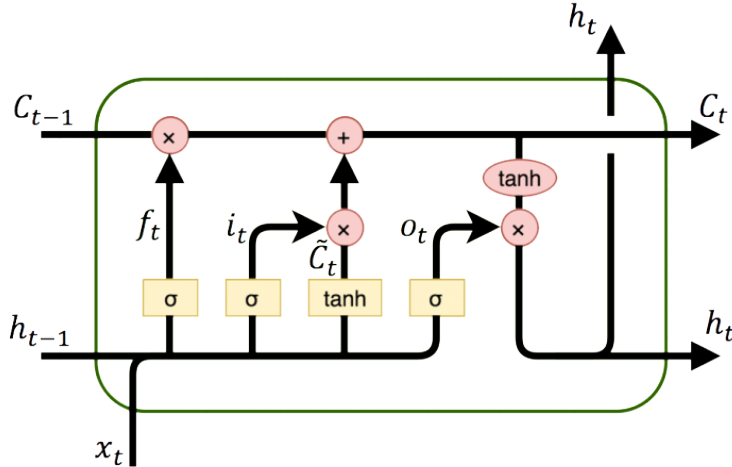 h_t
C_{t-1}
C_t
×
+
tanh
f_t
i_t
×
o_t
×
C̃_t
σ
σ
tanh
σ
h_{t-1}
h_t
x_t